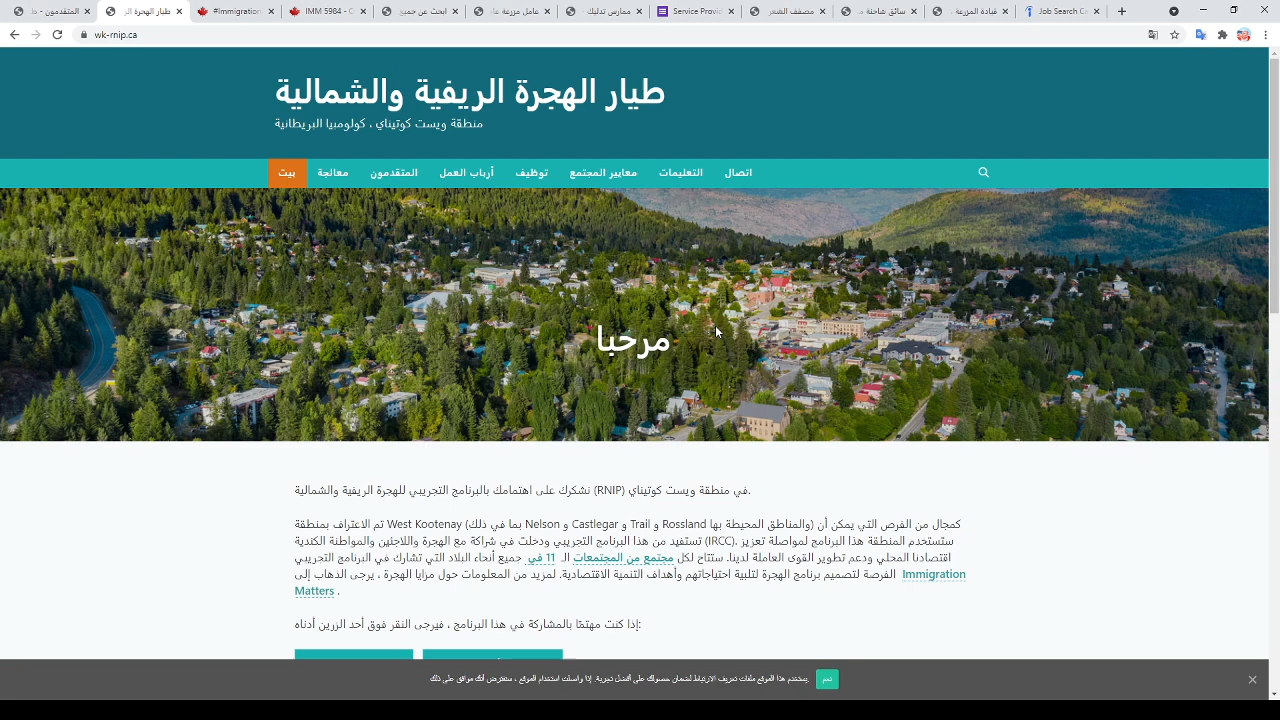 المتقدمون - طيا
طيار الهجرة الر
#Immigration
IMM 5984 - C
ابحث عن جميع
عامل مزرعة عا
ممارس تدليك -
Service Provid
مصفف الشعر
سائق شاحنة م
قيادة المزرعة
Job Search Ca
wk-rnip.ca
طيار الهجرة الريفية والشمالية
منطقة ويست كوتيناي ، كولومبيا البريطانية
بيت معالجة المتقدمون أرباب العمل توظيف معايير المجتمع التعليمات اتصال
مرحبا
في منطقة ويست كوتيناي (RNIP) نشكرك على اهتمامك بالبرنامج التجريبي للهجرة الريفية والشمالية.
تم الاعتراف بمنطقة West Kootenay (بما في ذلك Nelson و Castlegar و Trail و Rossland والمناطق المحيطة بها) كمجال من الفرص التي يمكن أن
تستفيد من هذا البرنامج التجريبي ودخلت في شراكة مع الهجرة واللاجئين والمواطنة الكندية (IRCC). ستستخدم المنطقة هذا البرنامج لمواصلة تعزيز
اقتصادنا المحلي ودعم تطوير القوى العاملة لدينا. ستتاح لكل مجتمع من المجتمعات الـ 11 في جميع أنحاء البلاد التي تشارك في البرنامج التجريبي
الفرصة لتصميم برنامج الهجرة لتلبية احتياجاتهم وأهداف التنمية الاقتصادية. لمزيد من المعلومات حول مزايا الهجرة ، يرجى الذهاب إلى Immigration
Matters .
إذا كنت مهتمًا بالمشاركة في هذا البرنامج ، فيرجى النقر فوق أحد الزرين أدناه:
يستخدم هذا الموقع ملفات تعريف الارتباط لضمان حصولك على أفضل تجربة. إذا واصلت استخدام الموقع ، سنفترض أنك موافق على ذلك
نعم